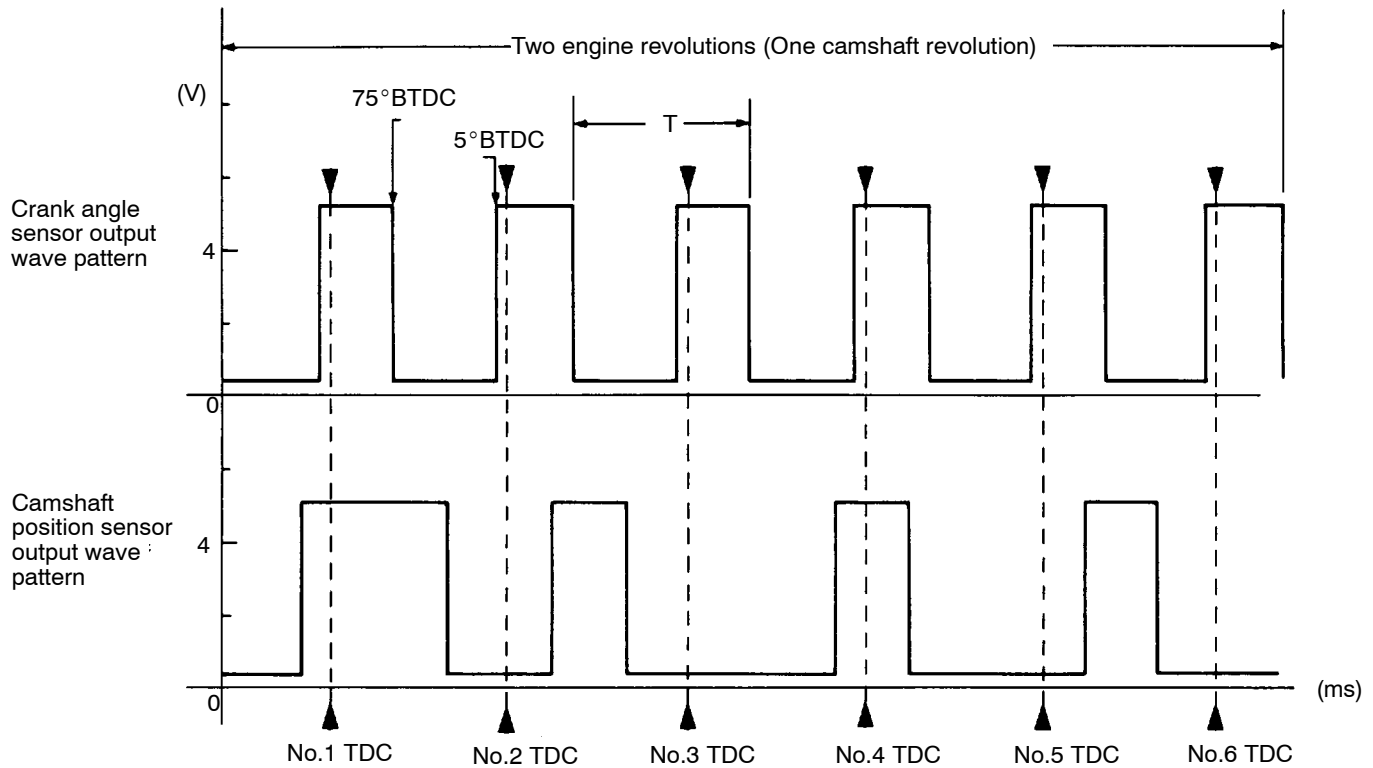 Two engine revolutions (One camshaft revolution)
(V)
75°BTDC
5°BTDC
T
Crank angle
sensor output
wave pattern
4
0
Camshaft
position sensor
output wave
pattern
4
0
(ms)
No.1 TDC
No.2 TDC
No.3 TDC
No.4 TDC
No.5 TDC
No.6 TDC